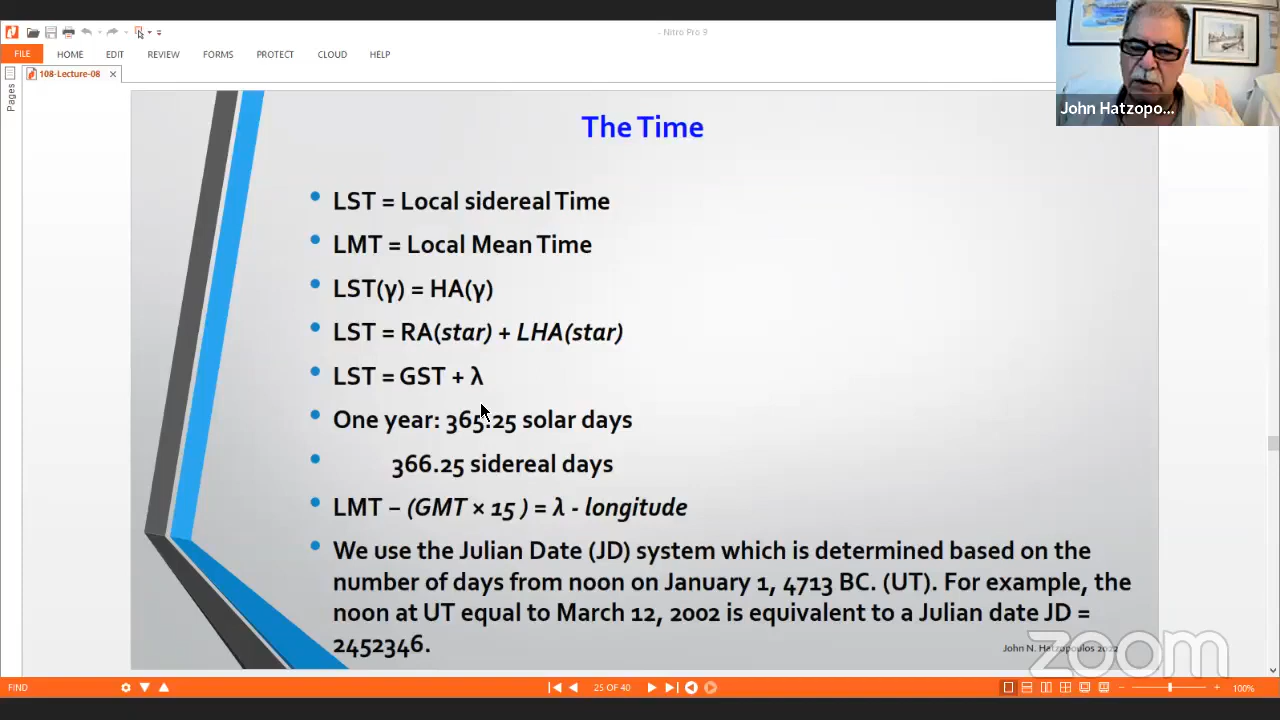 - Nitro Pro 9
FILE HOME EDIT REVIEW FORMS PROTECT CLOUD HELP
108-Lecture-08 ×
Pages
John Hatzopo...
The Time
• LST = Local sidereal Time
• LMT = Local Mean Time
• LST(γ) = HA(γ)
• LST = RA(star) + LHA(star)
• LST = GST + λ
• One year: 365.25 solar days
• 366.25 sidereal days
• LMT – (GMT × 15 ) = λ - longitude
• We use the Julian Date (JD) system which is determined based on the
number of days from noon on January 1, 4713 BC. (UT). For example, the
noon at UT equal to March 12, 2002 is equivalent to a Julian date JD =
2452346.
John N. Hatzopoulos 2022
zoom
FIND
25 OF 40
100%